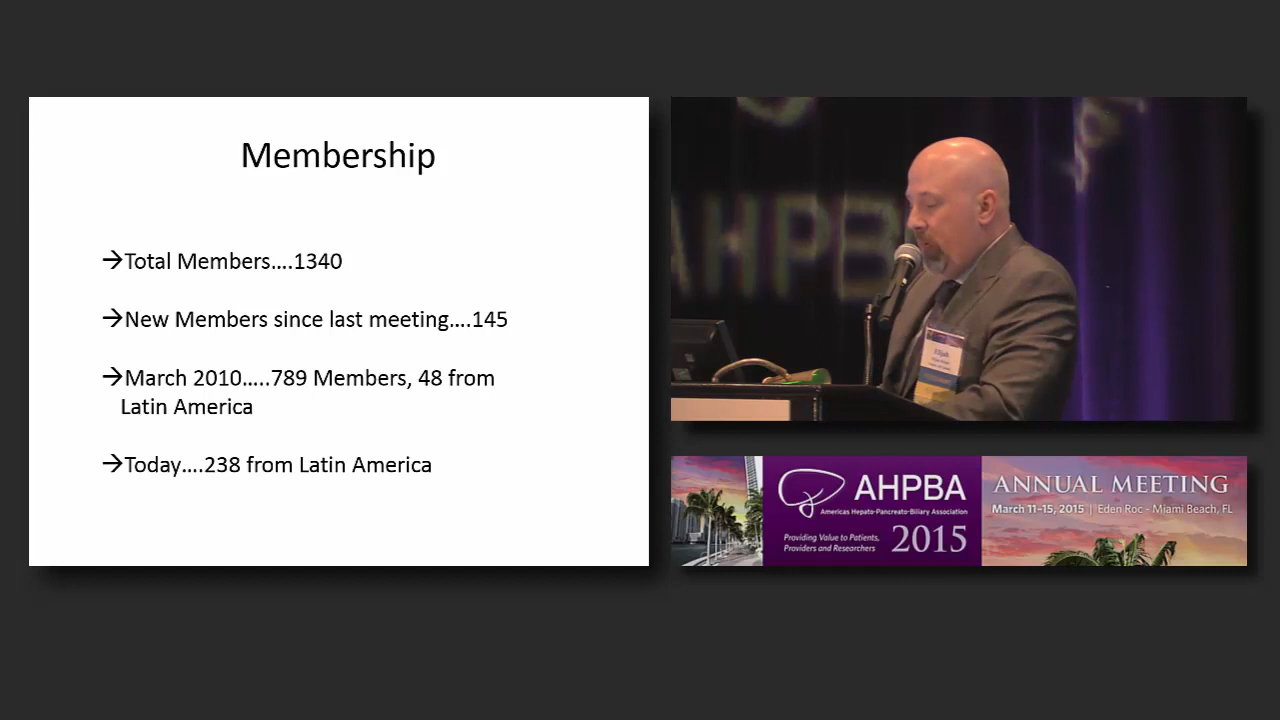 Membership
→Total Members....1340
→New Members since last meeting....145
→March 2010.....789 Members, 48 from
Latin America
→Today....238 from Latin America
AHPBA
Elijah
AHPBA
Americas Hepato-Pancreato-Biliary Association
Providing Value to Patients,
Providers and Researchers
2015
ANNUAL MEETING
March 11-15, 2015 | Eden Roc - Miami Beach, FL